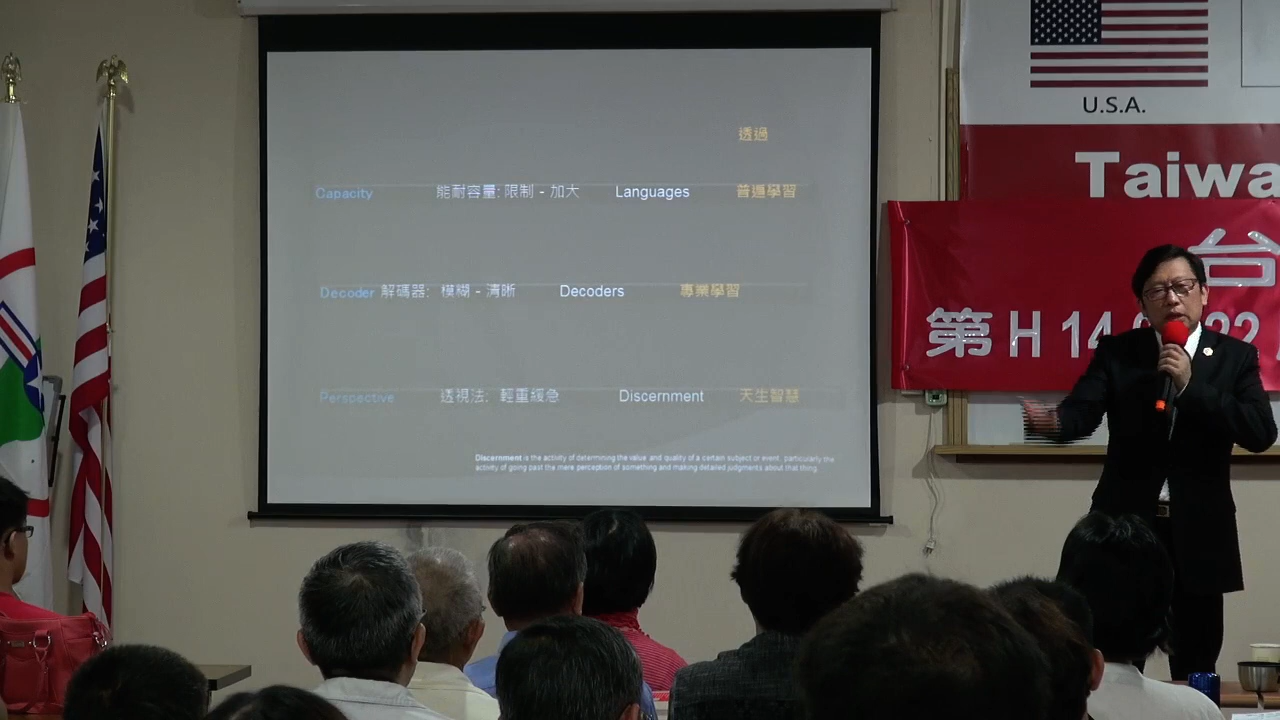 透過
Capacity 能耐容量: 限制 - 加大 Languages 普遍學習
Decoder 解碼器: 模糊 - 清晰 Decoders 專業學習
Perspective 透視法: 輕重緩急 Discernment 天生智慧
Discernment is the activity of determining the value and quality of a certain subject or event, particularly the
activity of going past the mere perception of something and making detailed judgments about that thing.
U.S.A.
Taiwa
台
第 H 14 22